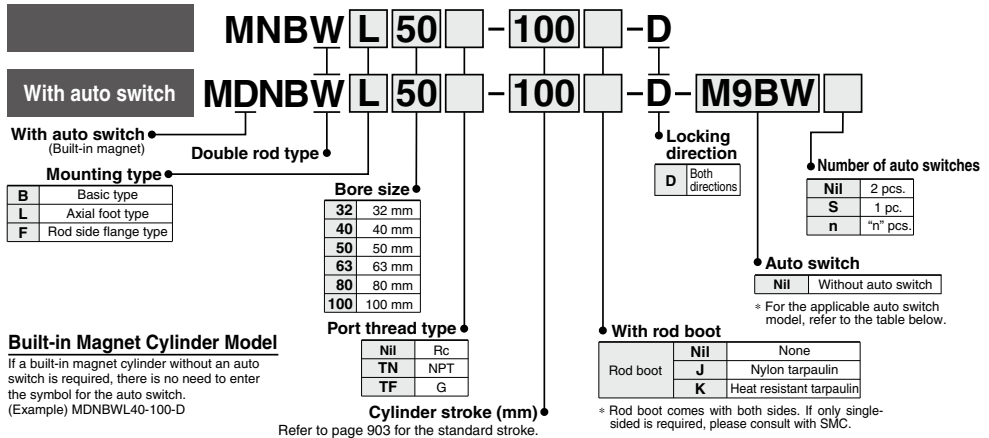 MNBW L 50 - 100 - D
With auto switch MDNBW L 50 - 100 - D - M9BW
With auto switch
(Built-in magnet)
Double rod type
Mounting type
B Basic type
L Axial foot type
F Rod side flange type
Bore size
32 32 mm
40 40 mm
50 50 mm
63 63 mm
80 80 mm
100 100 mm
Port thread type
Nil Rc
TN NPT
TF G
Cylinder stroke (mm)
Refer to page 903 for the standard stroke.
Locking
direction
D Both
directions
Number of auto switches
Nil 2 pcs.
S 1 pc.
n “n” pcs.
Auto switch
Nil Without auto switch
* For the applicable auto switch
model, refer to the table below.
With rod boot
Rod boot
Nil None
J Nylon tarpaulin
K Heat resistant tarpaulin
* Rod boot comes with both sides. If only single-
sided is required, please consult with SMC.
Built-in Magnet Cylinder Model
If a built-in magnet cylinder without an auto
switch is required, there is no need to enter
the symbol for the auto switch.
(Example) MDNBWL40-100-D